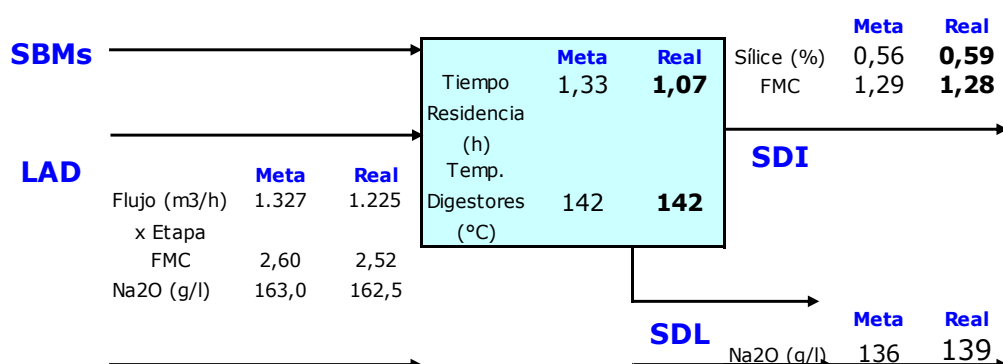 Meta Real
SBMs
Sílice (%) 0,56 0,59
FMC 1,29 1,28
Meta Real
Tiempo 1,33 1,07
Residencia
(h)
Temp.
Digestores 142 142
(°C)
SDI
LAD
Meta Real
Flujo (m3/h) 1.327 1.225
x Etapa
FMC 2,60 2,52
Na2O (g/l) 163,0 162,5
SDL
Meta Real
Na2O (g/l) 136 139